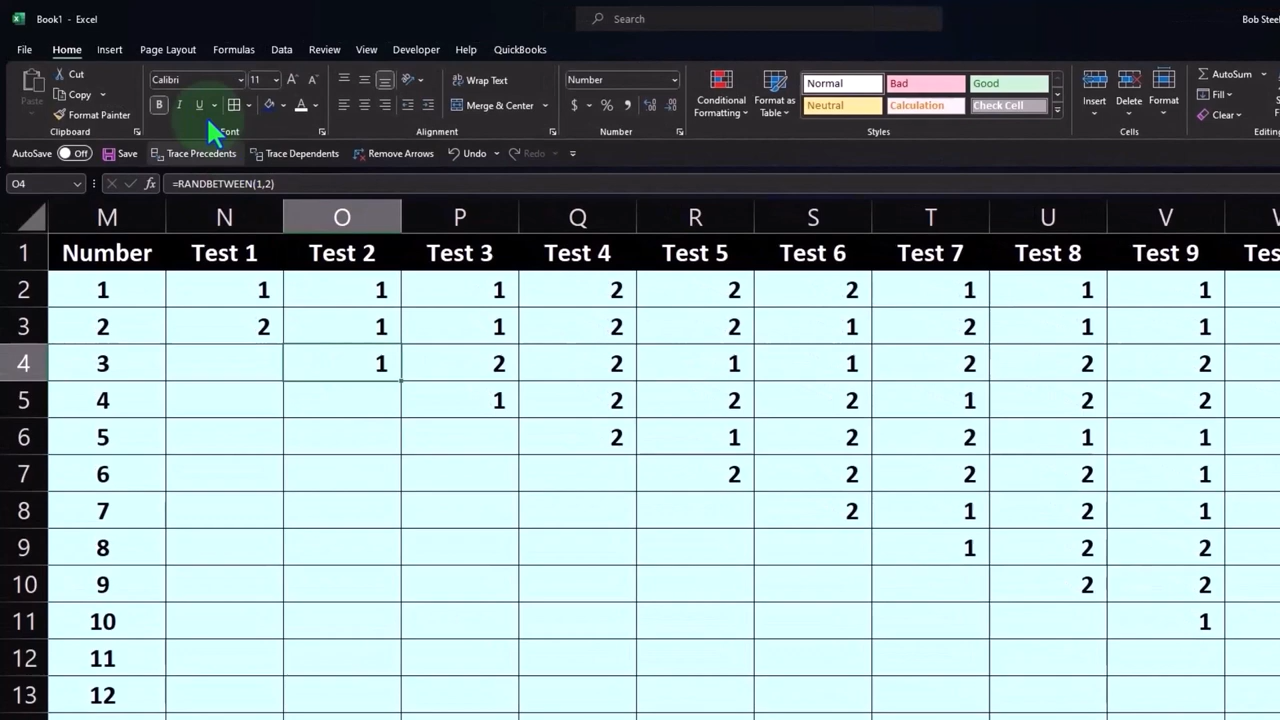 Book1 - Excel
Search
Bob Stee
File Home Insert Page Layout Formulas Data Review View Developer Help QuickBooks
Paste
Cut
Copy
Format Painter
Clipboard
Calibri 11
Font
Wrap Text
Merge & Center
Alignment
Number
Number
Conditional Formatting
Format as Table
Normal Bad Good
Neutral Calculation Check Cell
Styles
Insert Delete Format
Cells
AutoSum
Fill
Clear
Editing
AutoSave Off Save Trace Precedents Trace Dependents Remove Arrows Undo Redo
O4 fx =RANDBETWEEN(1,2)
M N O P Q R S T U V
1 Number Test 1 Test 2 Test 3 Test 4 Test 5 Test 6 Test 7 Test 8 Test 9 Tes
2 1 1 1 1 2 2 2 1 1 1
3 2 2 1 1 2 2 1 2 1 1
4 3 1 2 2 1 1 2 2 2
5 4 1 2 2 2 1 2 2
6 5 2 1 2 2 1 1
7 6 2 2 2 2 1
8 7 2 1 2 1
9 8 1 2 2
10 9 2 2
11 10 1
12 11
13 12